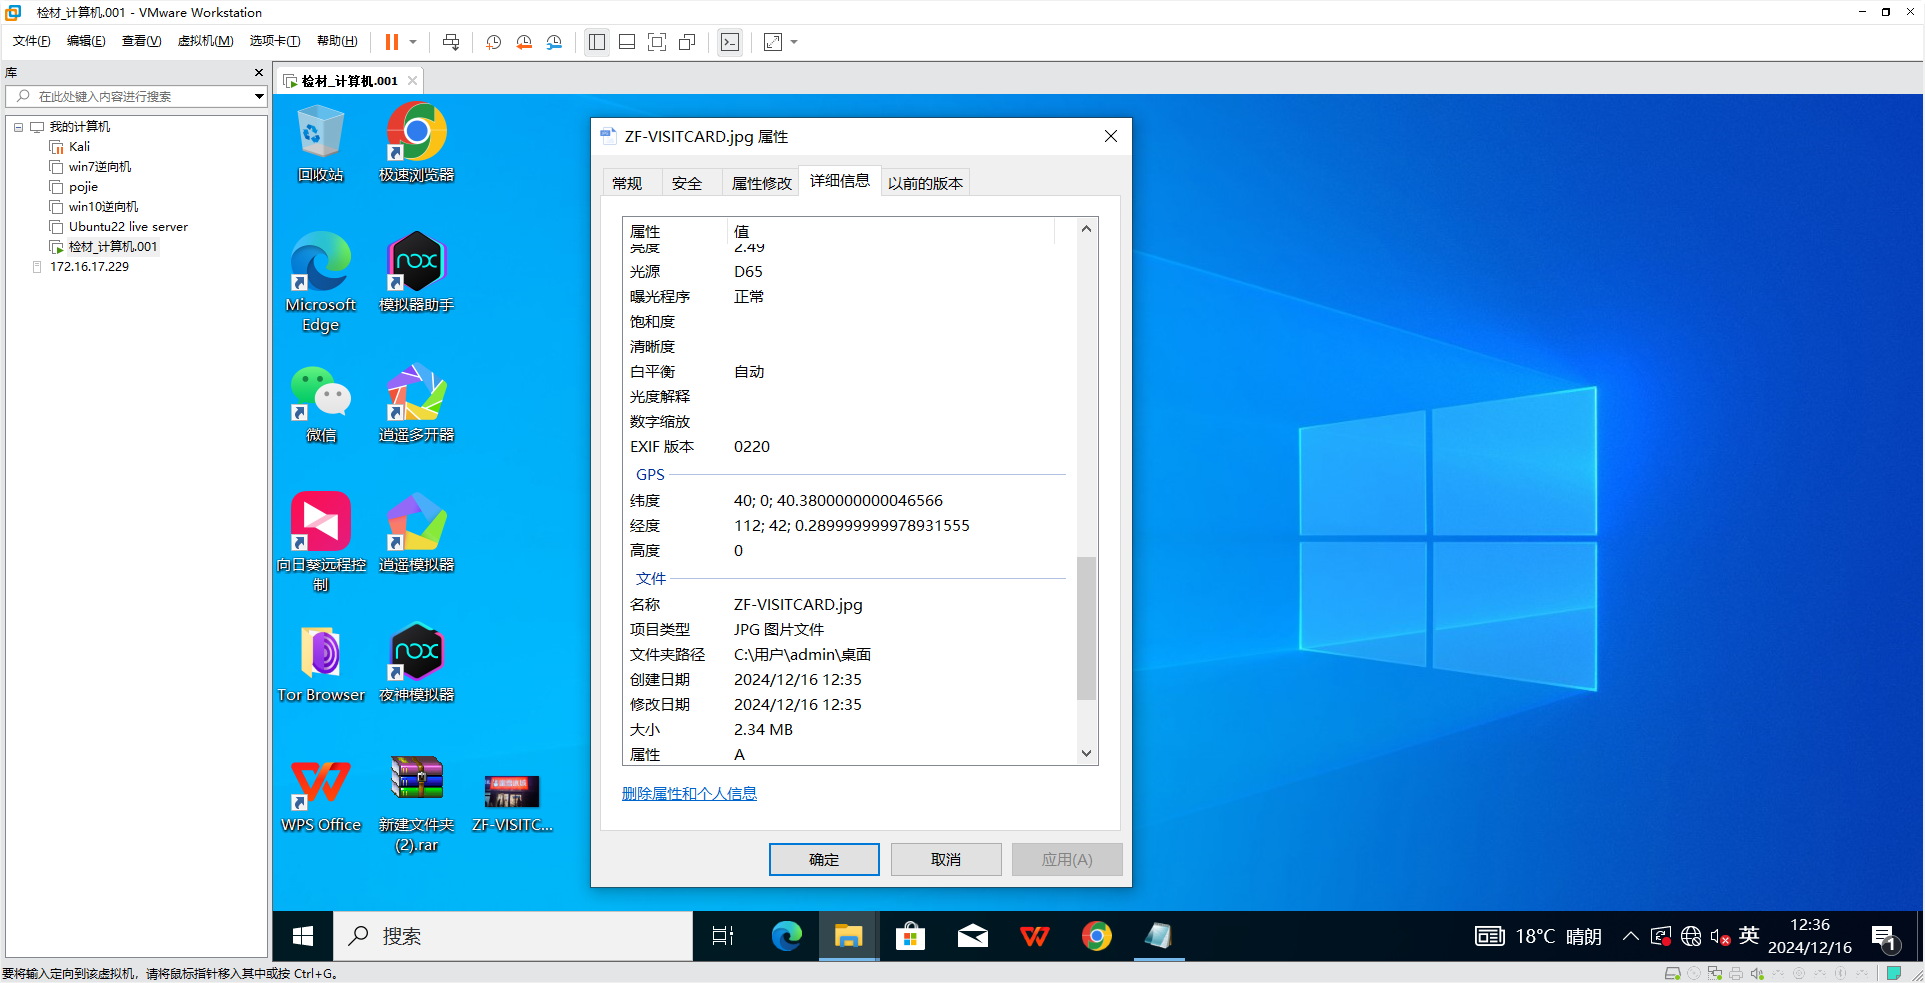 检材_计算机.001 - VMware Workstation
文件(F) 编辑(E) 查看(V) 虚拟机(M) 选项卡(T) 帮助(H)
库
在此处键入内容进行搜索
我的计算机
Kali
win7逆向机
pojie
win10逆向机
Ubuntu22 live server
检材_计算机.001
172.16.17.229
检材_计算机.001
回收站
极速浏览器
Microsoft Edge
模拟器助手
微信
逍遥多开器
向日葵远程控制
逍遥模拟器
Tor Browser
夜神模拟器
WPS Office
新建文件夹 (2).rar
ZF-VISITC...
ZF-VISITCARD.jpg 属性
常规 安全 属性修改 详细信息 以前的版本
属性 值
亮度 2.49
光源 D65
曝光程序 正常
饱和度
清晰度
白平衡 自动
光度解释
数字缩放
EXIF 版本 0220
GPS
纬度 40; 0; 40.3800000000046566
经度 112; 42; 0.289999999978931555
高度 0
文件
名称 ZF-VISITCARD.jpg
项目类型 JPG 图片文件
文件夹路径 C:\用户\admin\桌面
创建日期 2024/12/16 12:35
修改日期 2024/12/16 12:35
大小 2.34 MB
属性 A
删除属性和个人信息
确定 取消 应用(A)
搜索
18°C 晴朗 英 12:36
2024/12/16
1
要将输入定向到该虚拟机，请将鼠标指针移入其中或按 Ctrl+G。